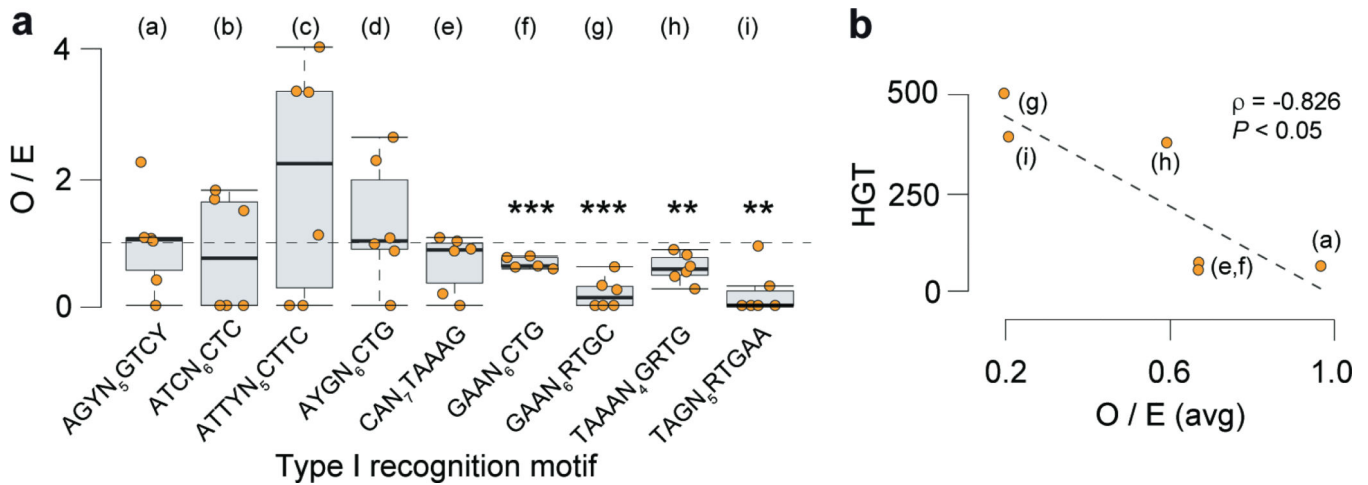 a
(a) (b) (c) (d) (e) (f) (g) (h) (i)
4
2
0
O / E
*** *** ** **
AGYN₅GTCY
ATCN₆CTC
ATTYN₅CTTC
AYGN₆CTG
CAN₇TAAAG
GAAN₆CTG
GAAN₆RTGC
TAAAN₄GRTG
TAGN₅RTGAA
Type I recognition motif
b
500
250
0
HGT
(g)
(i)
(h)
(e,f)
(a)
ρ = -0.826
P < 0.05
0.2 0.6 1.0
O / E (avg)